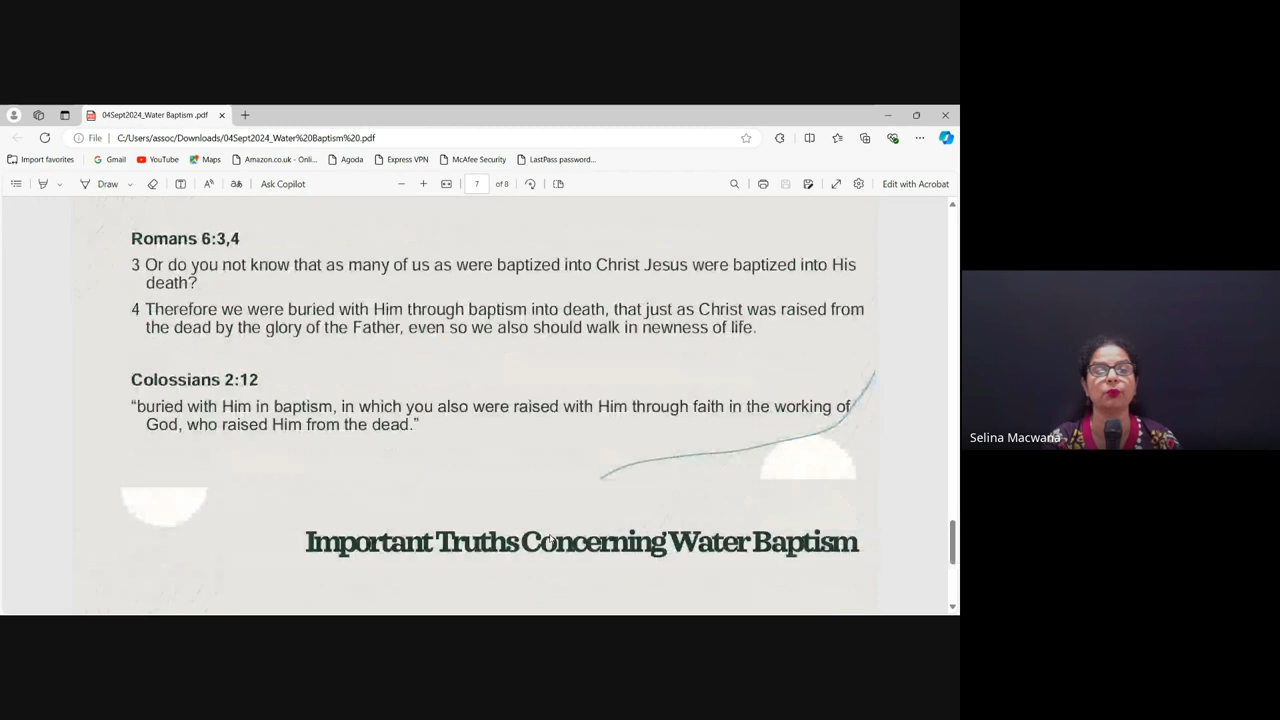 04Sept2024_Water Baptism .pdf
File
C:/Users/assoc/Downloads/04Sept2024_Water%20Baptism%20.pdf
Import favorites Gmail YouTube Maps Amazon.co.uk - Onli... Agoda Express VPN McAfee Security LastPass password...
Draw Ask Copilot 7 of 8 Edit with Acrobat
Romans 6:3,4
3 Or do you not know that as many of us as were baptized into Christ Jesus were baptized into His
death?
4 Therefore we were buried with Him through baptism into death, that just as Christ was raised from
the dead by the glory of the Father, even so we also should walk in newness of life.
Colossians 2:12
“buried with Him in baptism, in which you also were raised with Him through faith in the working of
God, who raised Him from the dead.”
Important Truths Concerning Water Baptism
Selina Macwana